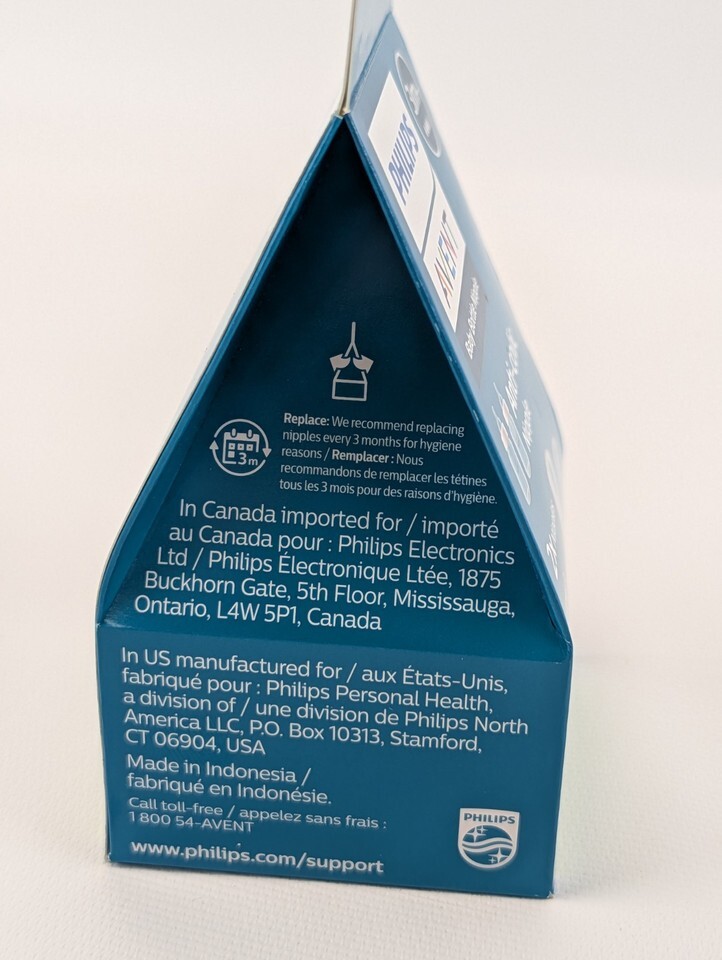 PHILIPS
AVENT
Replace: We recommend replacing
nipples every 3 months for hygiene
reasons / Remplacer : Nous
recommandons de remplacer les tétines
tous les 3 mois pour des raisons d'hygiène.
3m
In Canada imported for / importé
au Canada pour : Philips Electronics
Ltd / Philips Électronique Ltée, 1875
Buckhorn Gate, 5th Floor, Mississauga,
Ontario, L4W 5P1, Canada
In US manufactured for / aux États-Unis,
fabriqué pour : Philips Personal Health,
a division of / une division de Philips North
America LLC, P.O. Box 10313, Stamford,
CT 06904, USA
Made in Indonesia /
fabriqué en Indonésie.
Call toll-free / appelez sans frais :
1 800 54-AVENT
www.philips.com/support
PHILIPS